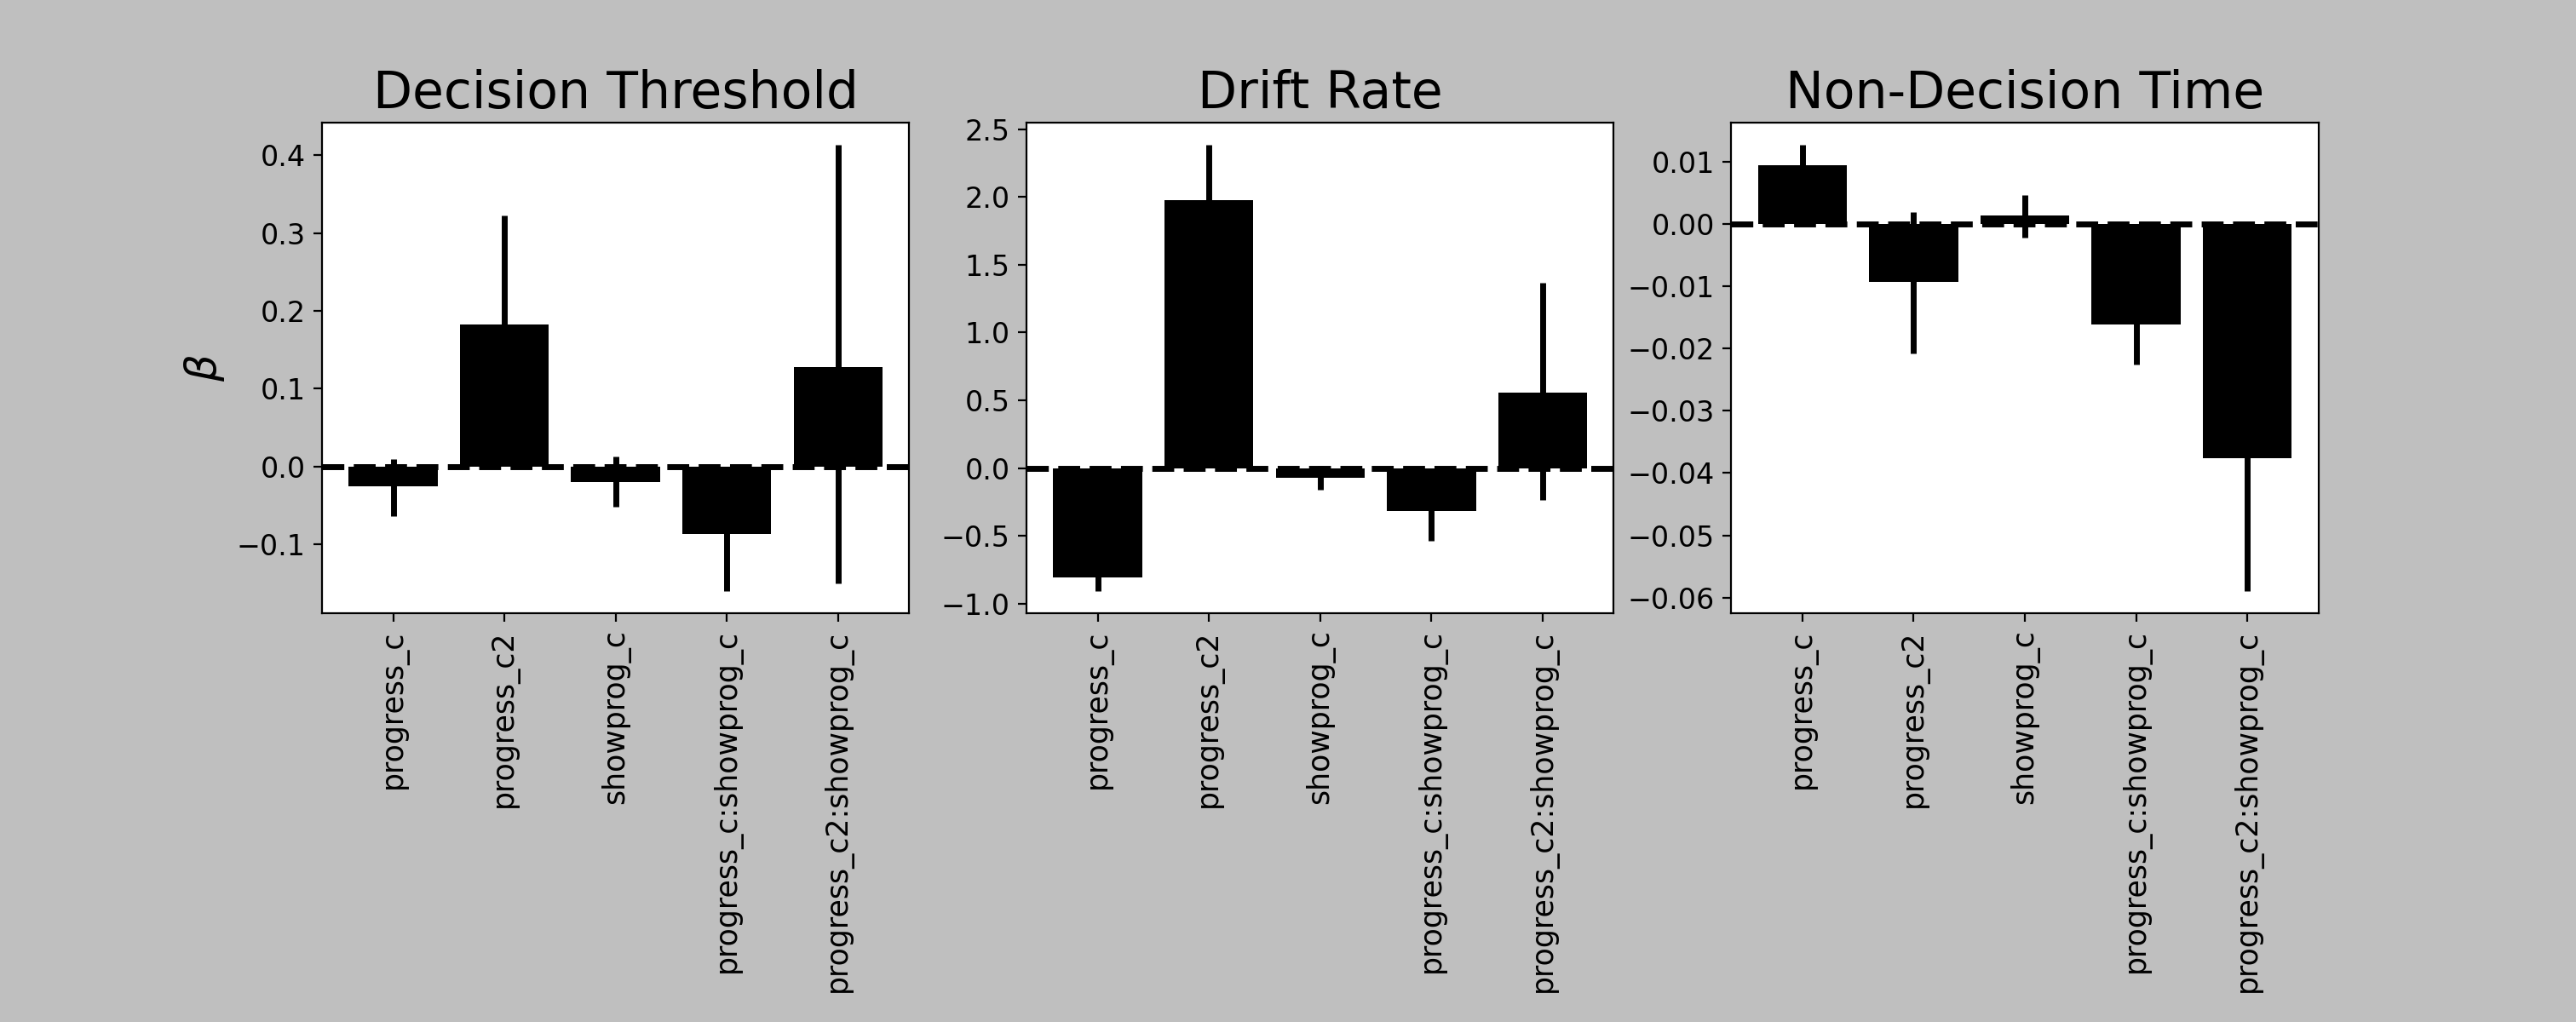 Decision Threshold
β
0.4
0.3
0.2
0.1
0.0
−0.1
progress_c
progress_c2
showprog_c
progress_c:showprog_c
progress_c2:showprog_c
Drift Rate
2.5
2.0
1.5
1.0
0.5
0.0
−0.5
−1.0
progress_c
progress_c2
showprog_c
progress_c:showprog_c
progress_c2:showprog_c
Non-Decision Time
0.01
0.00
−0.01
−0.02
−0.03
−0.04
−0.05
−0.06
progress_c
progress_c2
showprog_c
progress_c:showprog_c
progress_c2:showprog_c